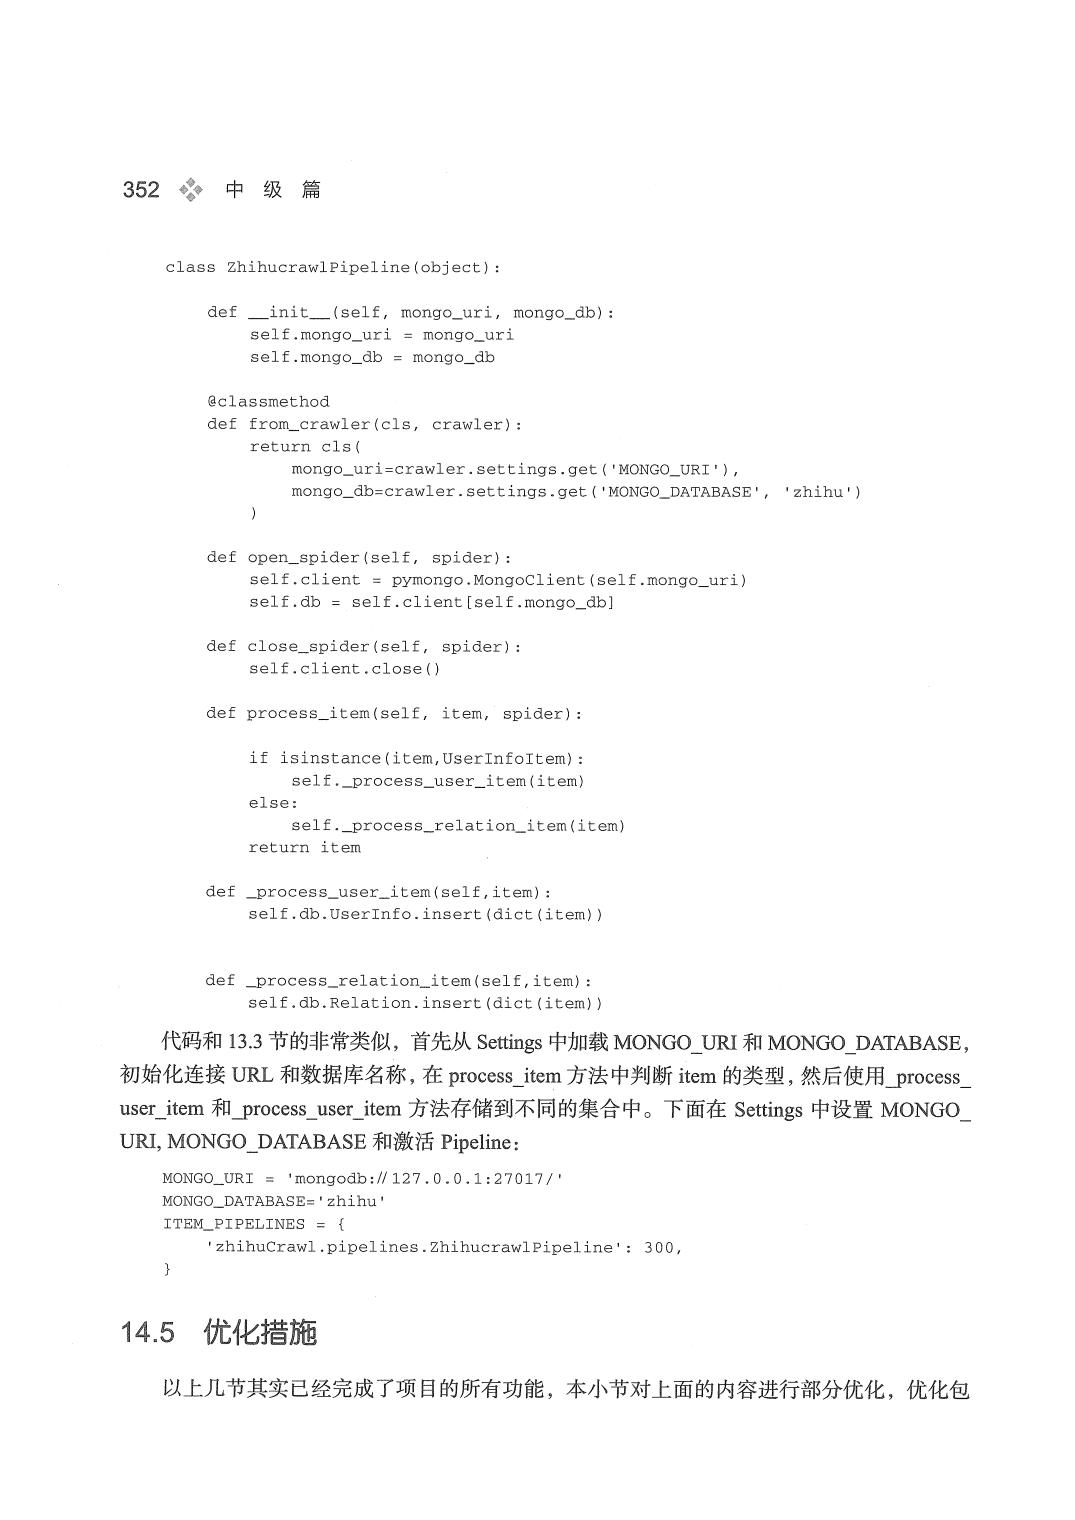 352 中 级 篇
class ZhihucrawlPipeline(object):
def __init__(self, mongo_uri, mongo_db):
self.mongo_uri = mongo_uri
self.mongo_db = mongo_db
@classmethod
def from_crawler(cls, crawler):
return cls(
mongo_uri=crawler.settings.get('MONGO_URI'),
mongo_db=crawler.settings.get('MONGO_DATABASE', 'zhihu')
)
def open_spider(self, spider):
self.client = pymongo.MongoClient(self.mongo_uri)
self.db = self.client[self.mongo_db]
def close_spider(self, spider):
self.client.close()
def process_item(self, item, spider):
if isinstance(item,UserInfoItem):
self._process_user_item(item)
else:
self._process_relation_item(item)
return item
def _process_user_item(self,item):
self.db.UserInfo.insert(dict(item))
def _process_relation_item(self,item):
self.db.Relation.insert(dict(item))
代码和 13.3 节的非常类似，首先从 Settings 中加载 MONGO_URI 和 MONGO_DATABASE，
初始化连接 URL 和数据库名称，在 process_item 方法中判断 item 的类型，然后使用_process_
user_item 和_process_user_item 方法存储到不同的集合中。下面在 Settings 中设置 MONGO_
URI, MONGO_DATABASE 和激活 Pipeline：
MONGO_URI = 'mongodb://127.0.0.1:27017/'
MONGO_DATABASE='zhihu'
ITEM_PIPELINES = {
'zhihuCrawl.pipelines.ZhihucrawlPipeline': 300,
}
14.5 优化措施
以上几节其实已经完成了项目的所有功能，本小节对上面的内容进行部分优化，优化包